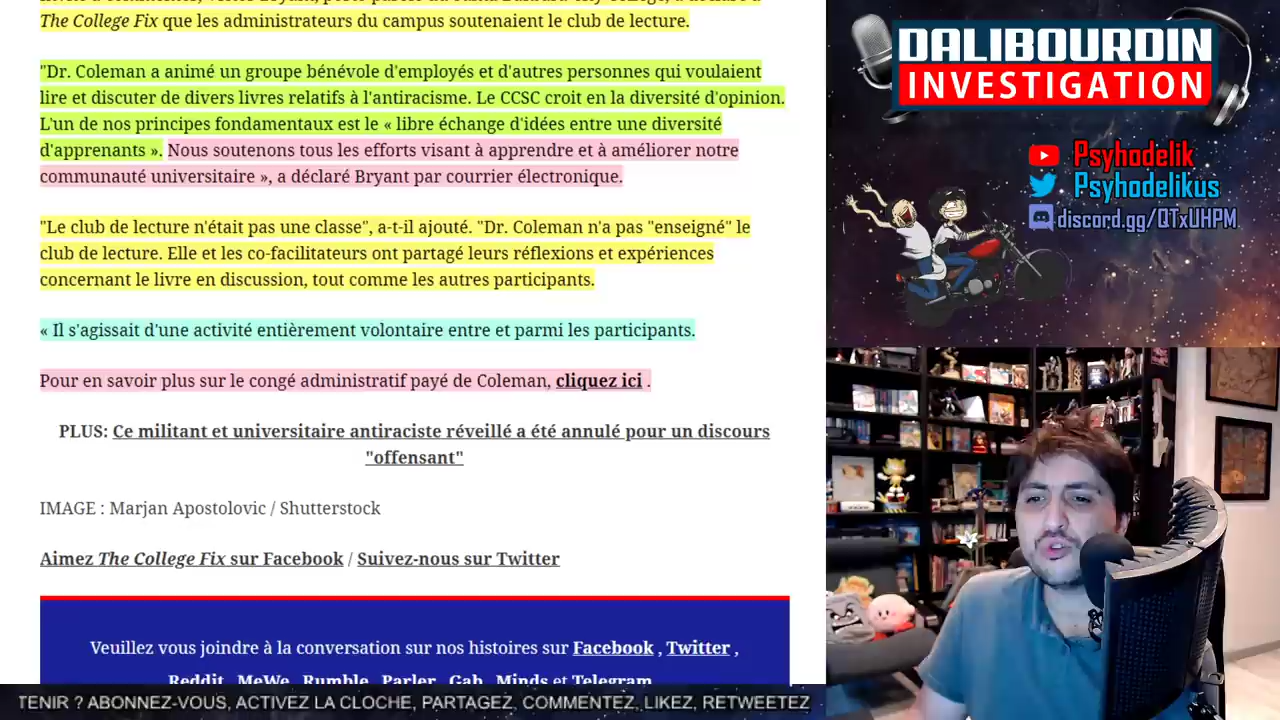 The College Fix que les administrateurs du campus soutenaient le club de lecture.
"Dr. Coleman a animé un groupe bénévole d'employés et d'autres personnes qui voulaient
lire et discuter de divers livres relatifs à l'antiracisme. Le CCSC croit en la diversité d'opinion.
L'un de nos principes fondamentaux est le « libre échange d'idées entre une diversité
d'apprenants ». Nous soutenons tous les efforts visant à apprendre et à améliorer notre
communauté universitaire », a déclaré Bryant par courrier électronique.
"Le club de lecture n'était pas une classe", a-t-il ajouté. "Dr. Coleman n'a pas "enseigné" le
club de lecture. Elle et les co-facilitateurs ont partagé leurs réflexions et expériences
concernant le livre en discussion, tout comme les autres participants.
« Il s'agissait d'une activité entièrement volontaire entre et parmi les participants.
Pour en savoir plus sur le congé administratif payé de Coleman, cliquez ici .
PLUS: Ce militant et universitaire antiraciste réveillé a été annulé pour un discours
"offensant"
IMAGE : Marjan Apostolovic / Shutterstock
Aimez The College Fix sur Facebook / Suivez-nous sur Twitter
Veuillez vous joindre à la conversation sur nos histoires sur Facebook , Twitter ,
Reddit , MeWe , Rumble , Parler , Gab , Minds et Telegram
TENIR ? ABONNEZ-VOUS, ACTIVEZ LA CLOCHE, PARTAGEZ, COMMENTEZ, LIKEZ, RETWEETEZ
DALIBOURDIN
INVESTIGATION
Psyhodelik
Psyhodelikus
discord.gg/QTxUHPM